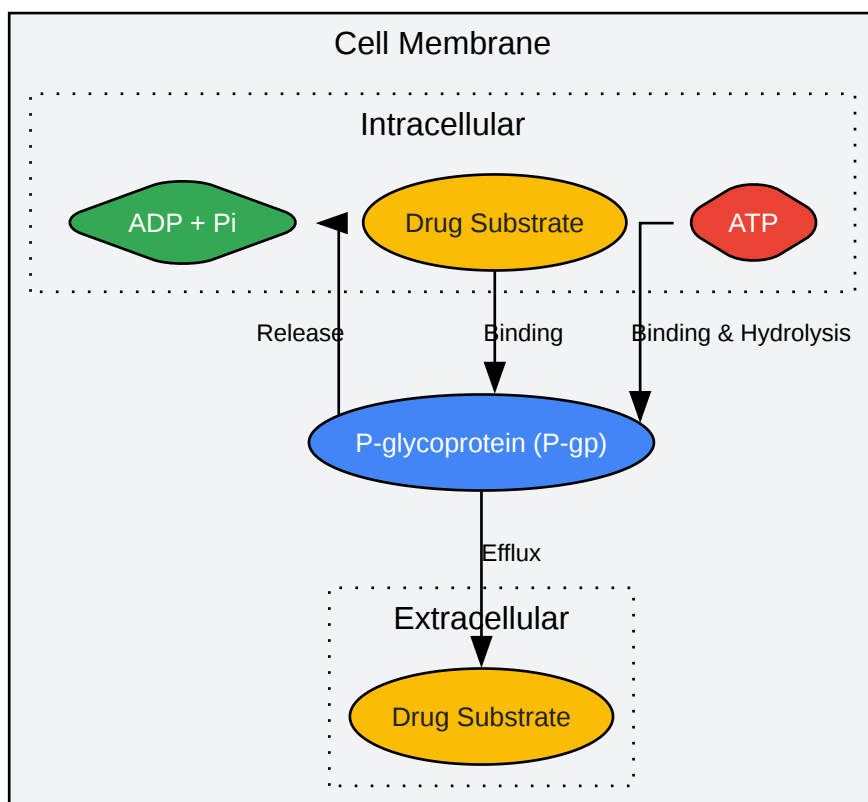 Cell Membrane
Intracellular
ADP + Pi
Drug Substrate
ATP
Release
Binding
Binding & Hydrolysis
P-glycoprotein (P-gp)
Efflux
Extracellular
Drug Substrate